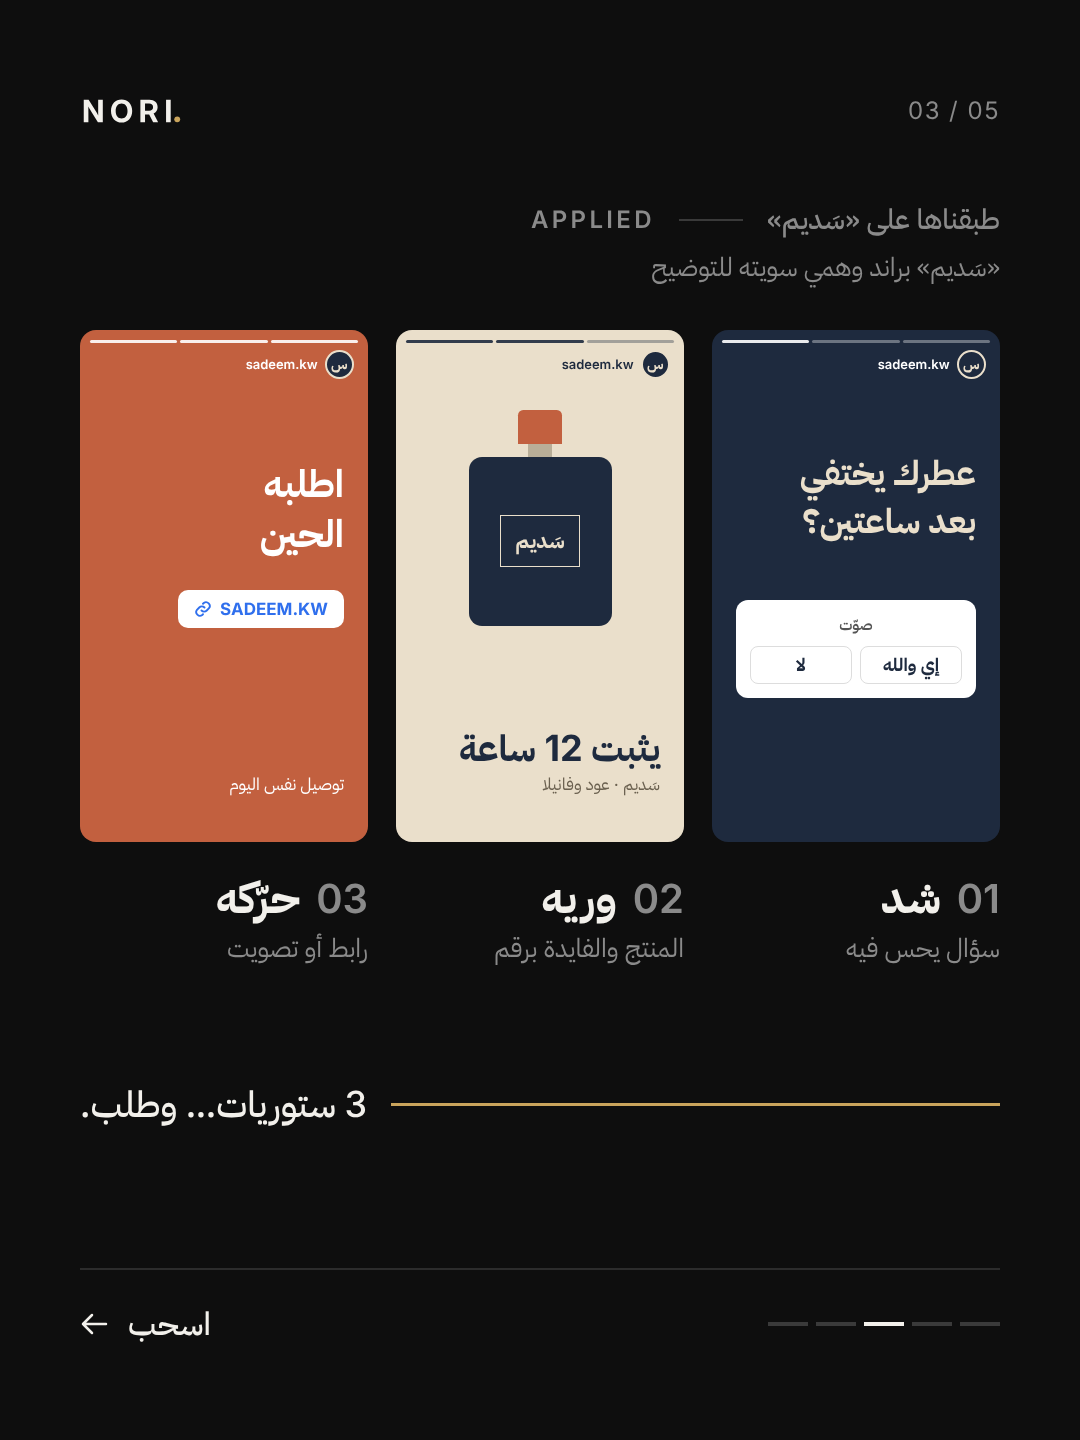 NORI.
03 / 05
طبقناها على «سَديم» — APPLIED
«سَديم» براند وهمي سويته للتوضيح
س sadeem.kw
عطرك يختفي
بعد ساعتين؟
صوّت
إي والله
لا
س sadeem.kw
سَديم
يثبت 12 ساعة
سَديم · عود وفانيلا
س sadeem.kw
اطلبه
الحين
SADEEM.KW
توصيل نفس اليوم
01 شد
سؤال يحس فيه
02 وريه
المنتج والفايدة برقم
03 حرّكه
رابط أو تصويت
3 ستوريات... وطلب.
اسحب ←